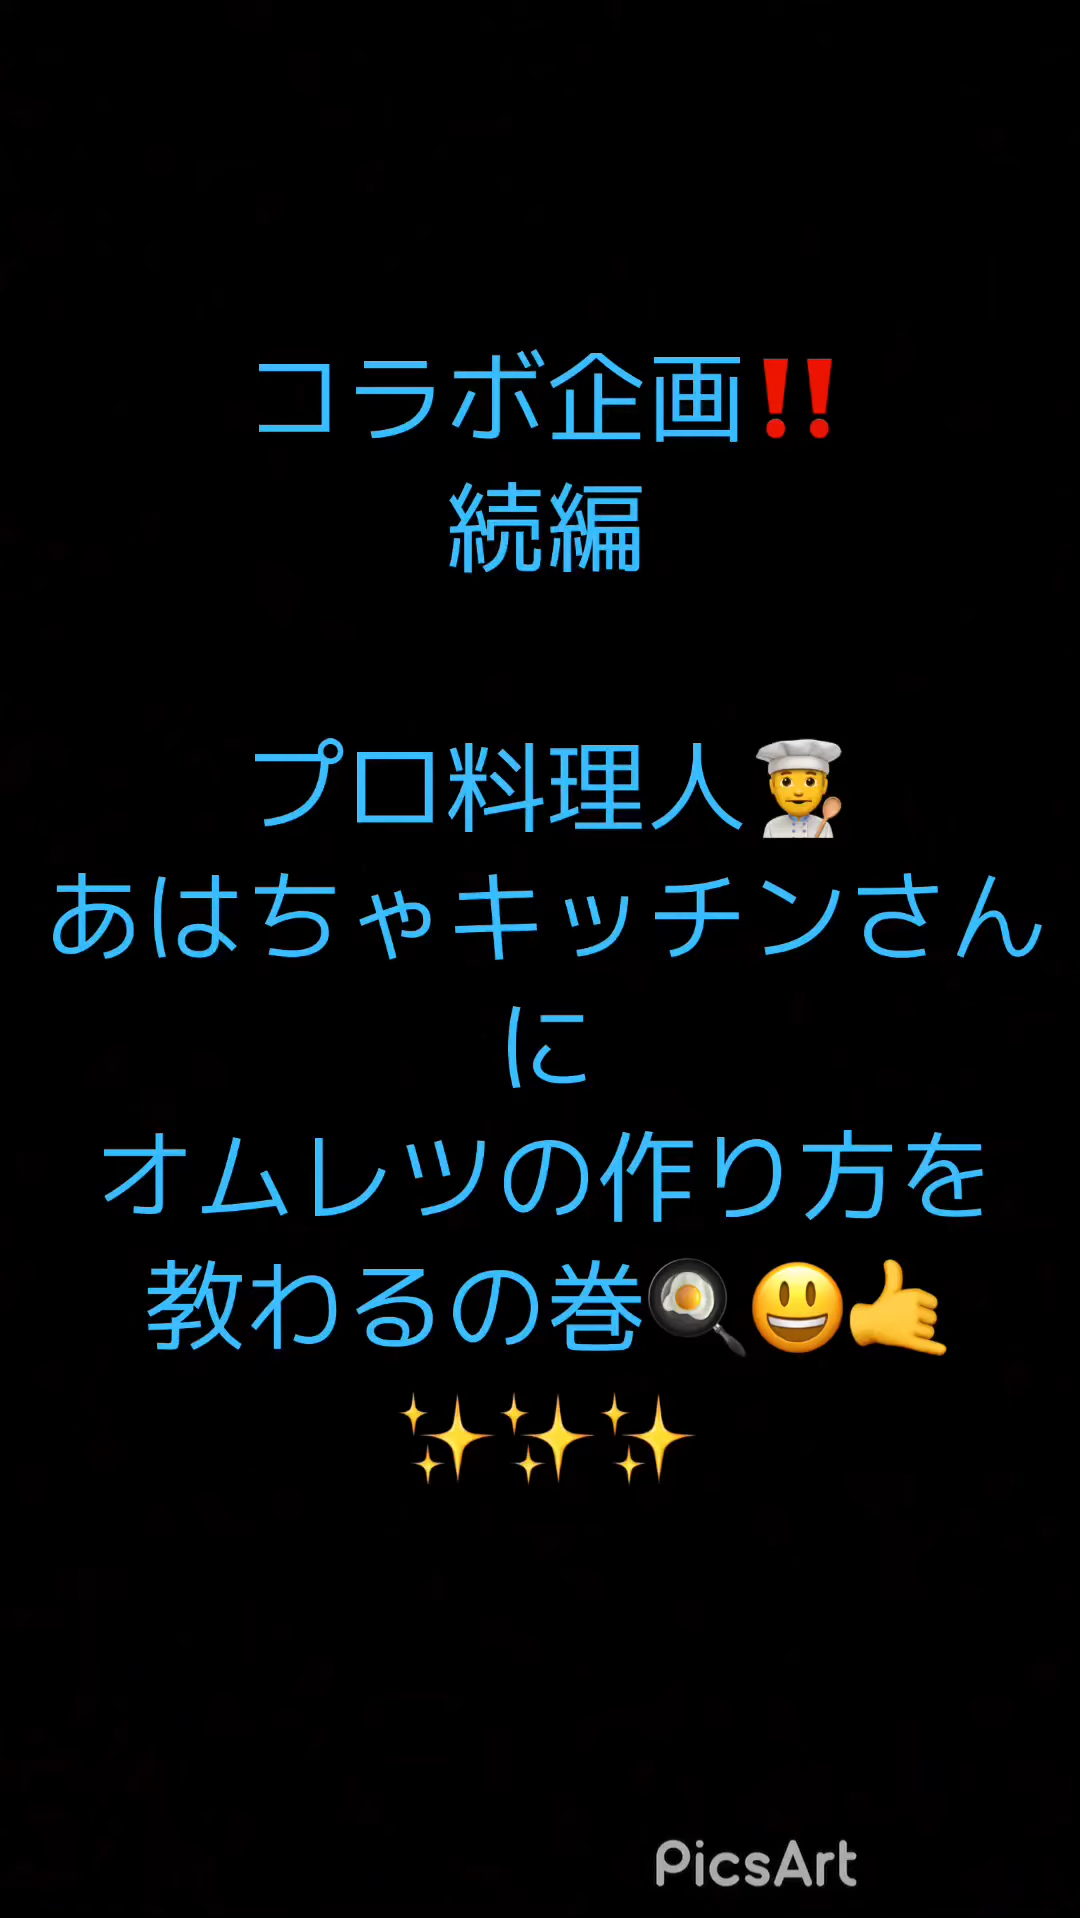 コラボ企画‼️
続編
プロ料理人👨‍🍳
あはちゃキッチンさん
に
オムレツの作り方を
教わるの巻🍳😃🤙
✨✨✨
PicsArt